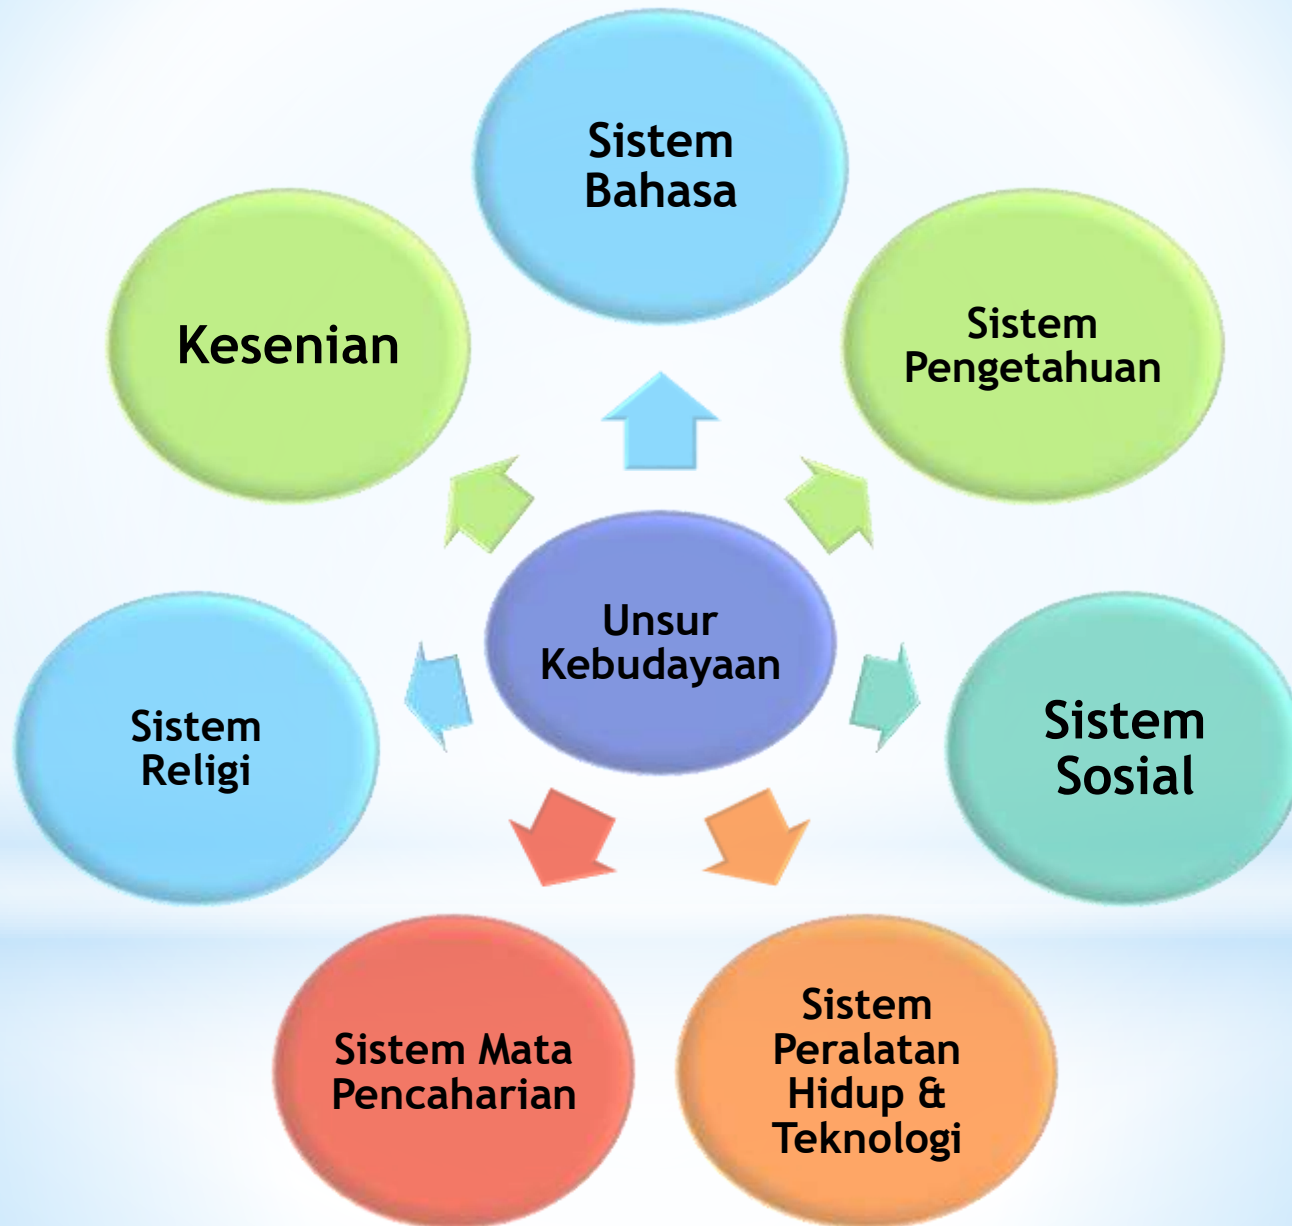 Sistem
Bahasa
Kesenian
Sistem
Pengetahuan
Unsur
Kebudayaan
Sistem
Religi
Sistem
Sosial
Sistem Mata
Pencaharian
Sistem
Peralatan
Hidup &
Teknologi